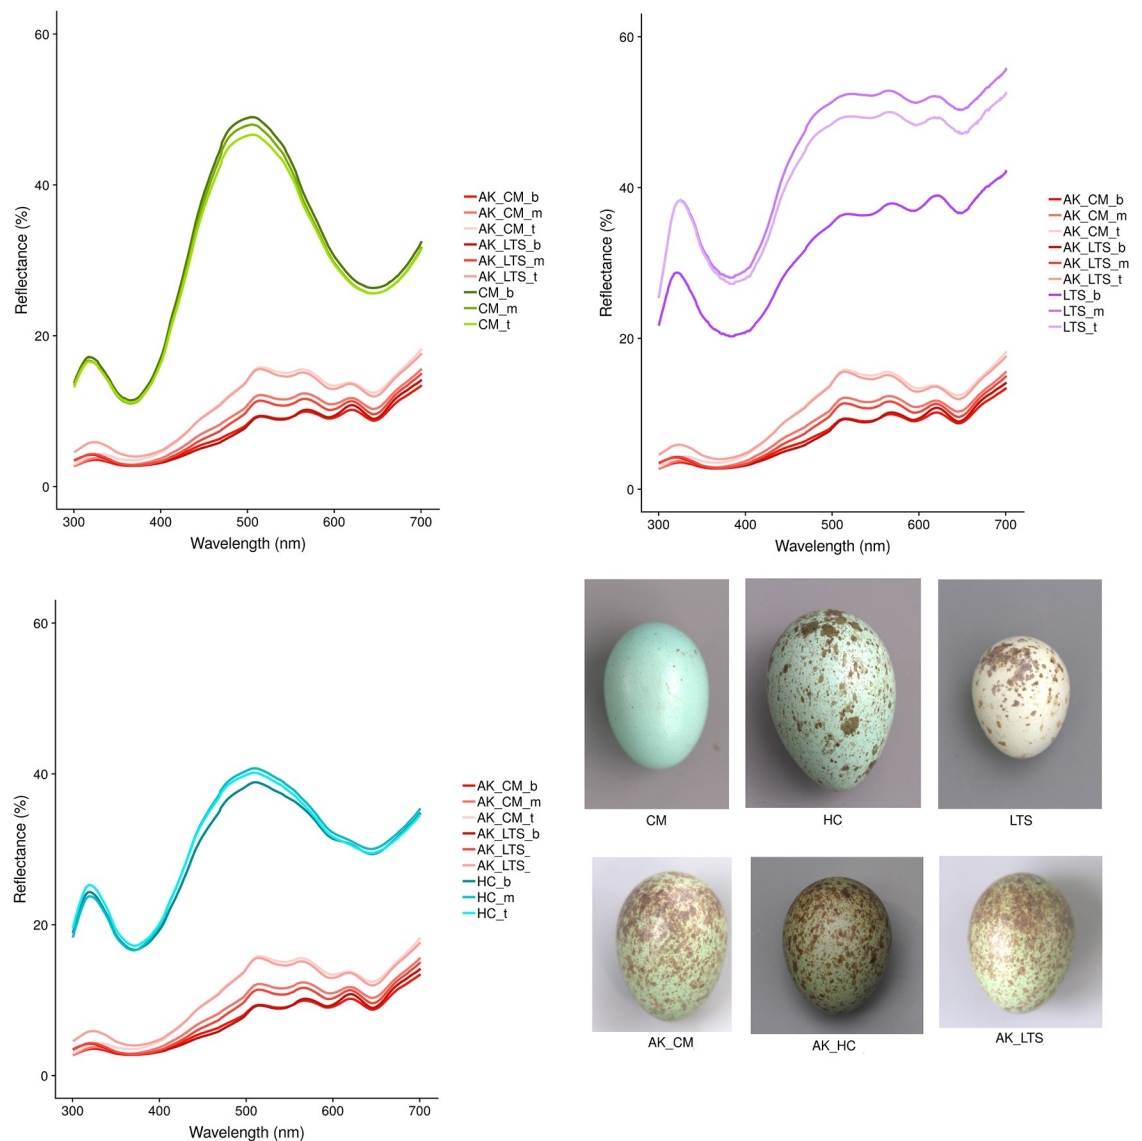 60
40
20
0
300 400 500 600 700
Reflectance (%)
Wavelength (nm)
AK_CM_b
AK_CM_m
AK_CM_t
AK_LTS_b
AK_LTS_m
AK_LTS_t
CM_b
CM_m
CM_t
60
40
20
0
300 400 500 600 700
Reflectance (%)
Wavelength (nm)
AK_CM_b
AK_CM_m
AK_CM_t
AK_LTS_b
AK_LTS_m
AK_LTS_t
LTS_b
LTS_m
LTS_t
60
40
20
0
300 400 500 600 700
Reflectance (%)
Wavelength (nm)
AK_CM_b
AK_CM_m
AK_CM_t
AK_LTS_b
AK_LTS_
AK_LTS_
HC_b
HC_m
HC_t
CM HC LTS
AK_CM AK_HC AK_LTS